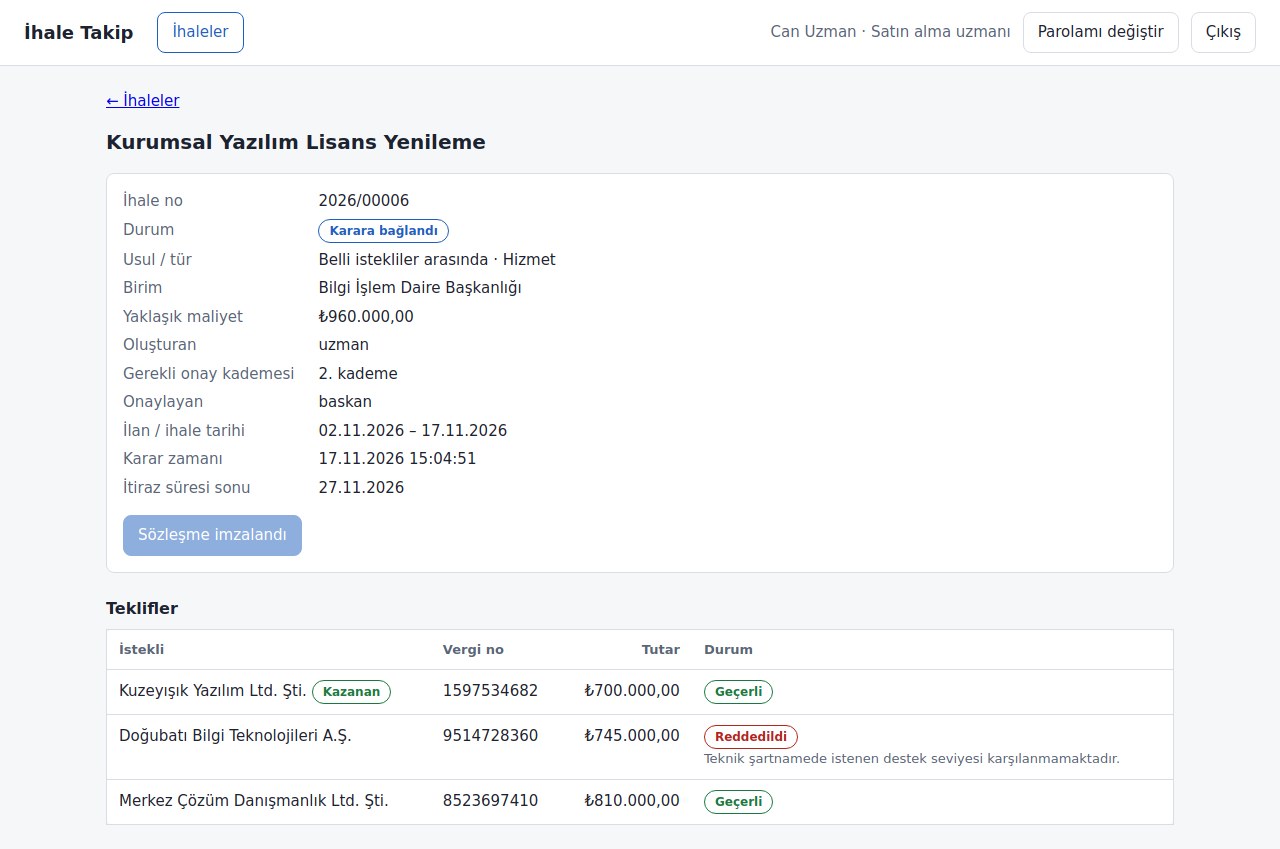 İhale Takip İhaleler Can Uzman · Satın alma uzmanı Parolamı değiştir Çıkış
← İhaleler
Kurumsal Yazılım Lisans Yenileme
İhale no 2026/00006
Durum Karara bağlandı
Usul / tür Belli istekliler arasında · Hizmet
Birim Bilgi İşlem Daire Başkanlığı
Yaklaşık maliyet ₺960.000,00
Oluşturan uzman
Gerekli onay kademesi 2. kademe
Onaylayan baskan
İlan / ihale tarihi 02.11.2026 – 17.11.2026
Karar zamanı 17.11.2026 15:04:51
İtiraz süresi sonu 27.11.2026
Sözleşme imzalandı
Teklifler
İstekli Vergi no Tutar Durum
Kuzeyışık Yazılım Ltd. Şti. Kazanan 1597534682 ₺700.000,00 Geçerli
Doğubatı Bilgi Teknolojileri A.Ş. 9514728360 ₺745.000,00 Reddedildi
Teknik şartnamede istenen destek seviyesi karşılanmamaktadır.
Merkez Çözüm Danışmanlık Ltd. Şti. 8523697410 ₺810.000,00 Geçerli